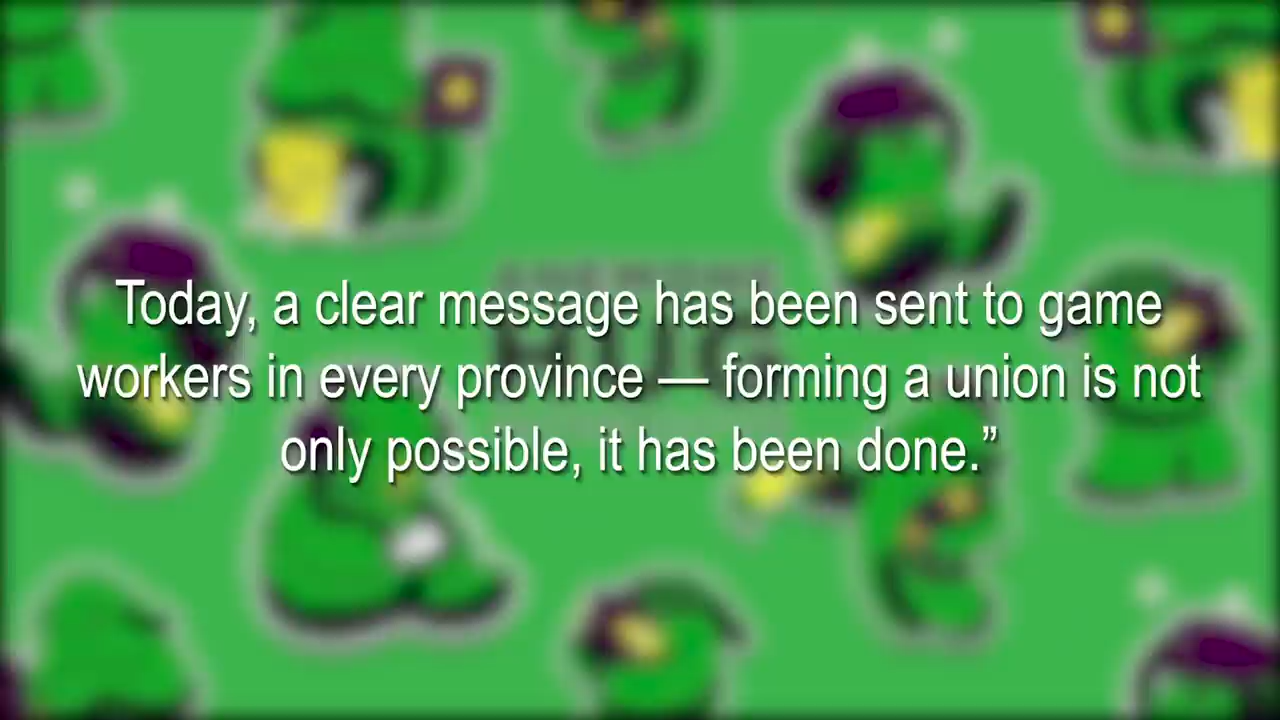 Today, a clear message has been sent to game
workers in every province — forming a union is not
only possible, it has been done.”